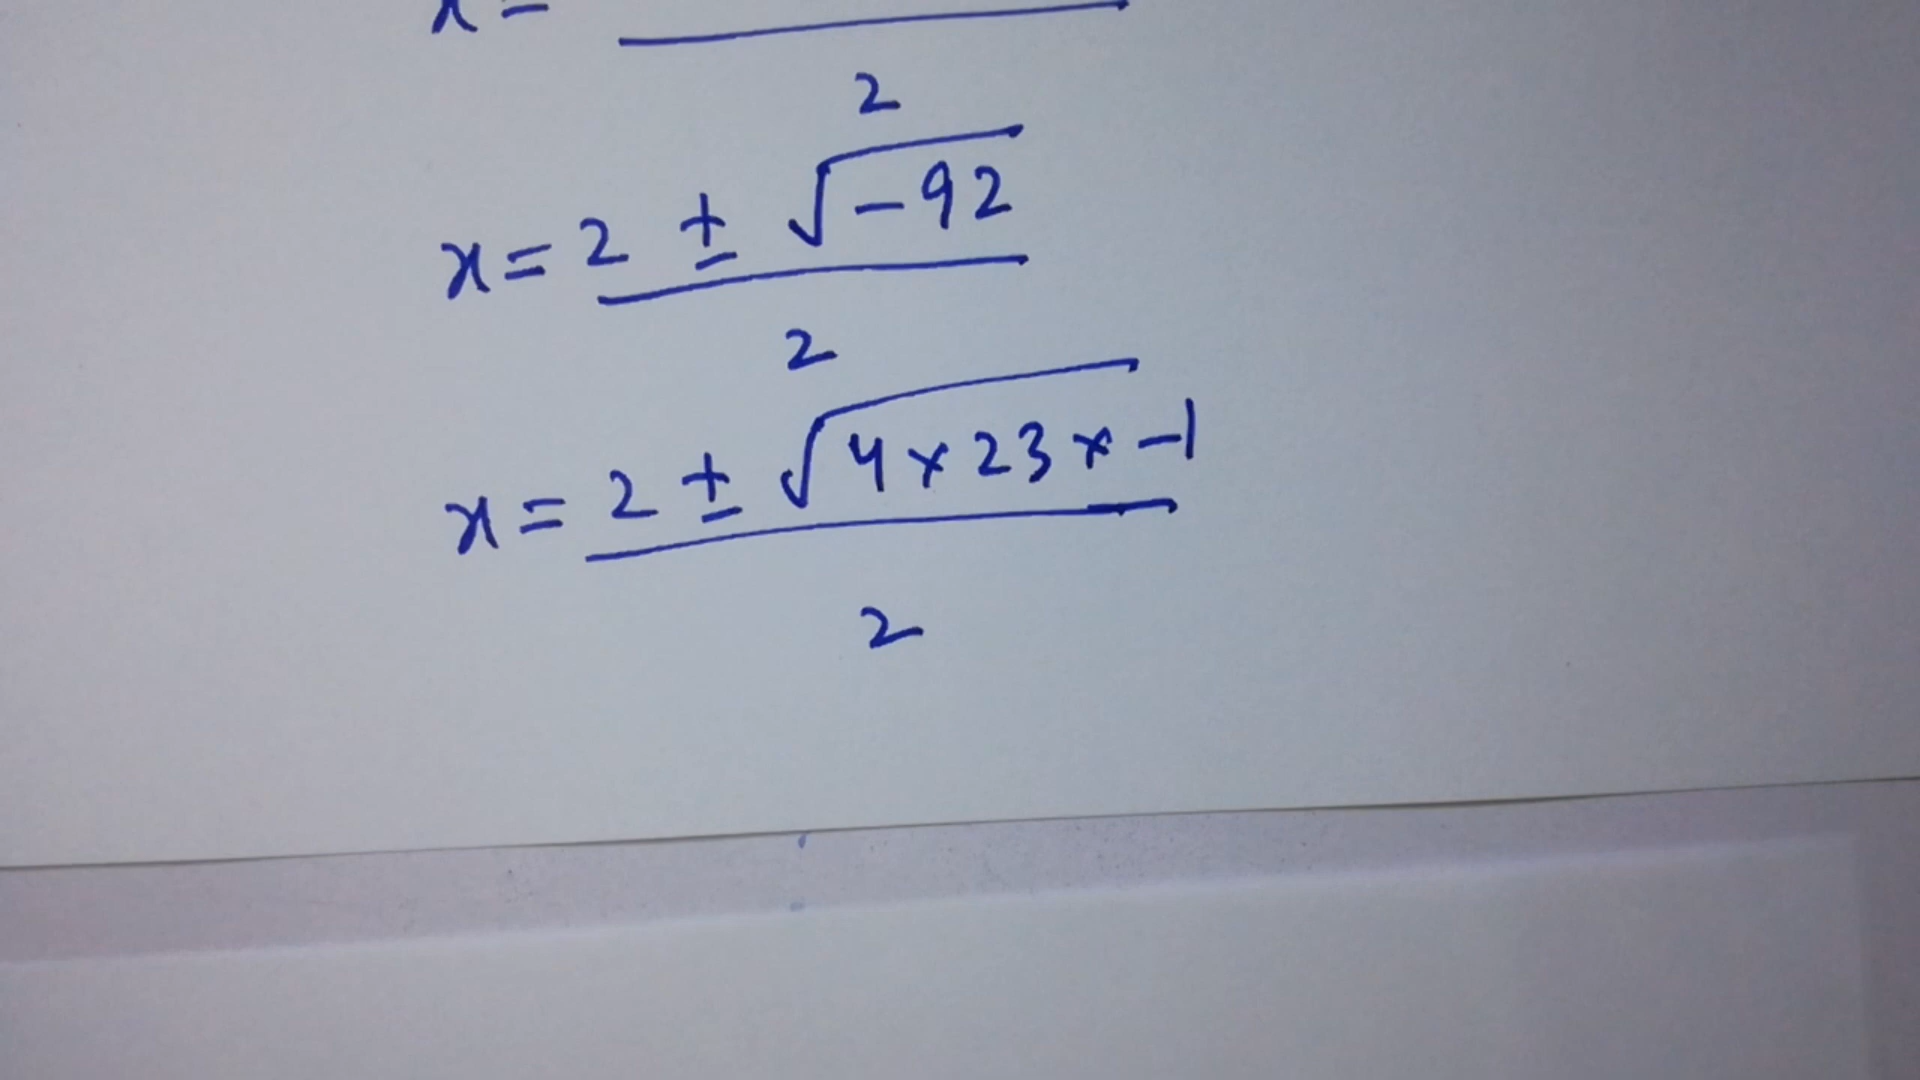 x =
2
x = 2 ± √-92
2
x = 2 ± √4 x 23 x -1
2